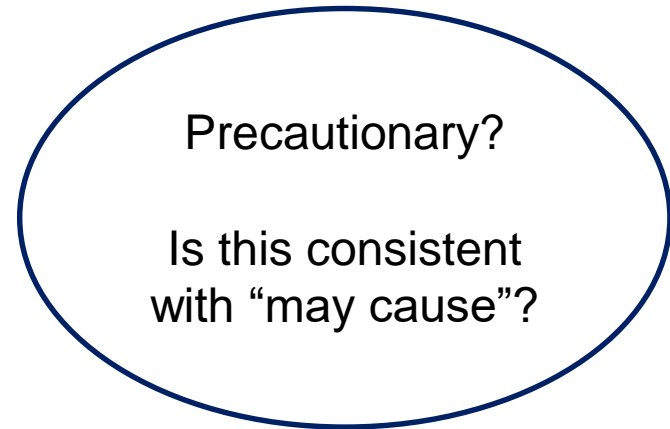 Precautionary?
Is this consistent
with “may cause”?